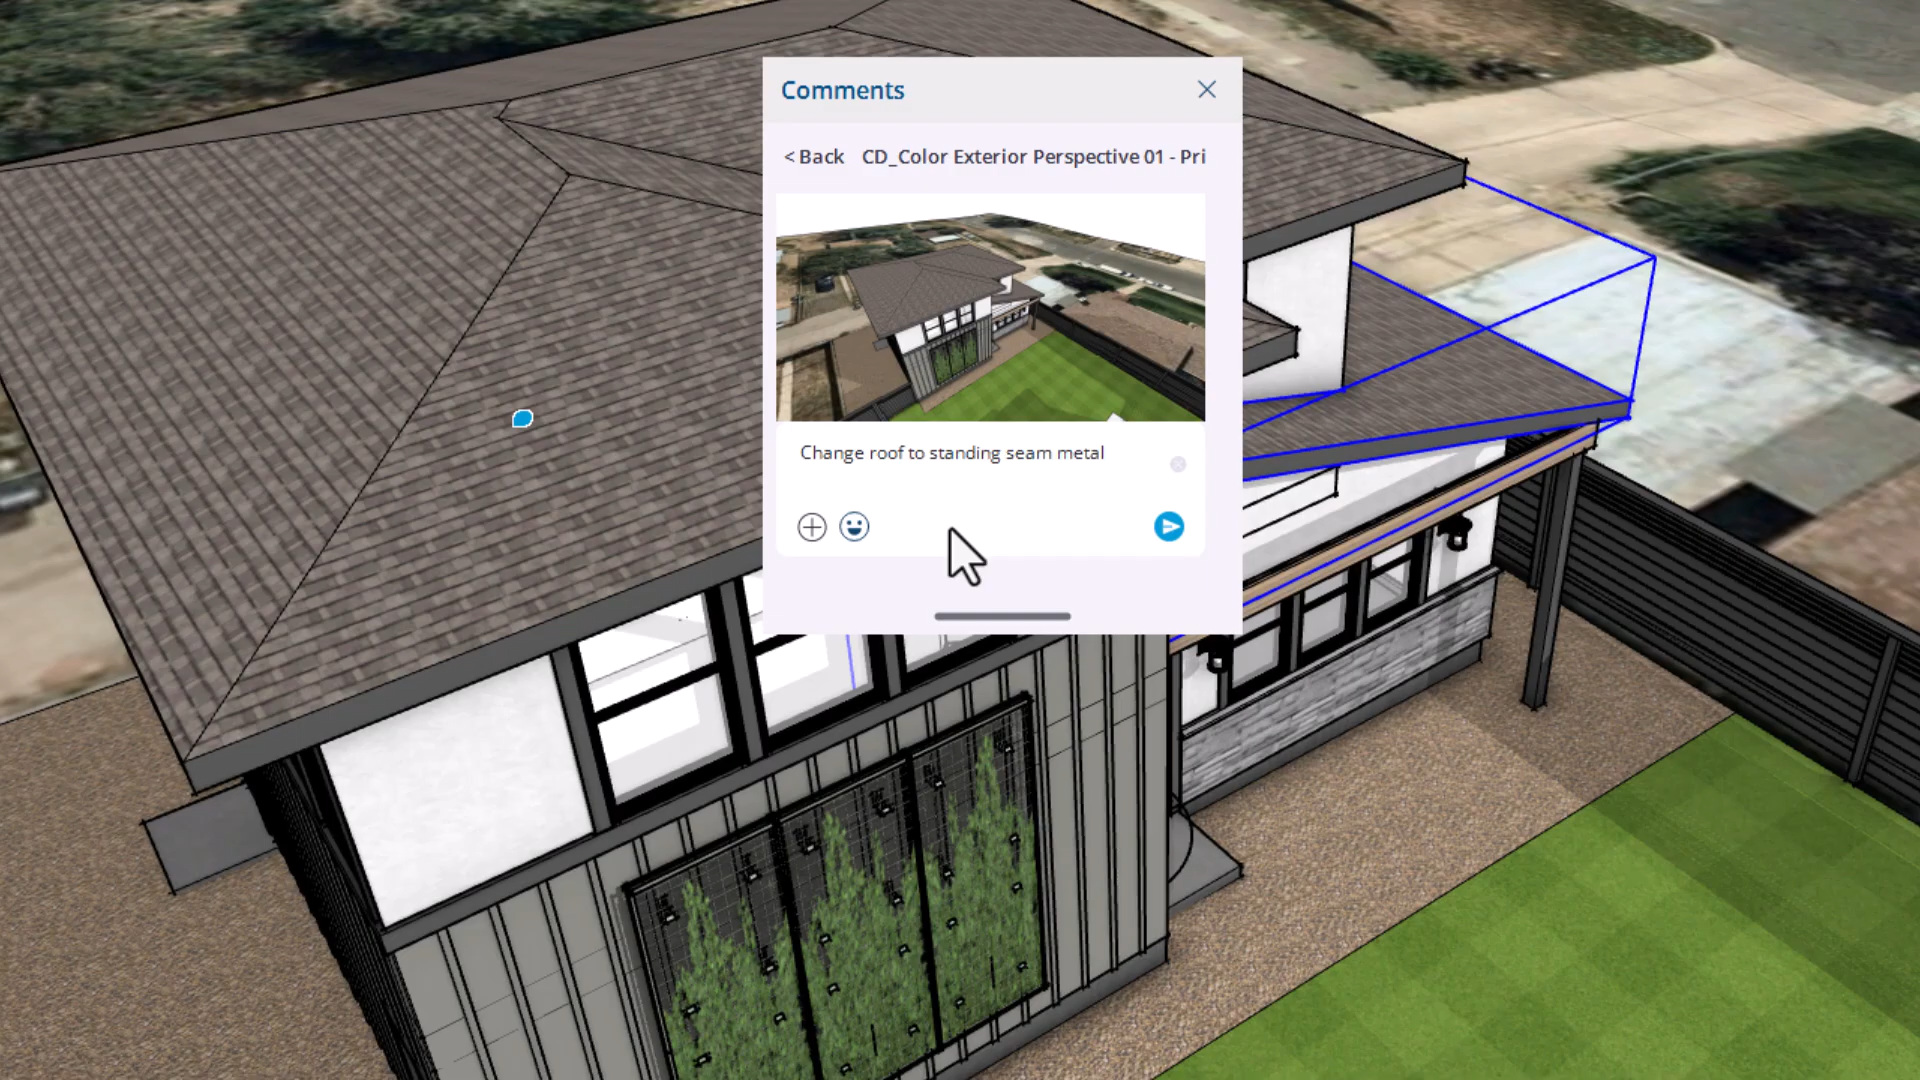 Comments
< Back CD_Color Exterior Perspective 01 - Pri
Change roof to standing seam metal